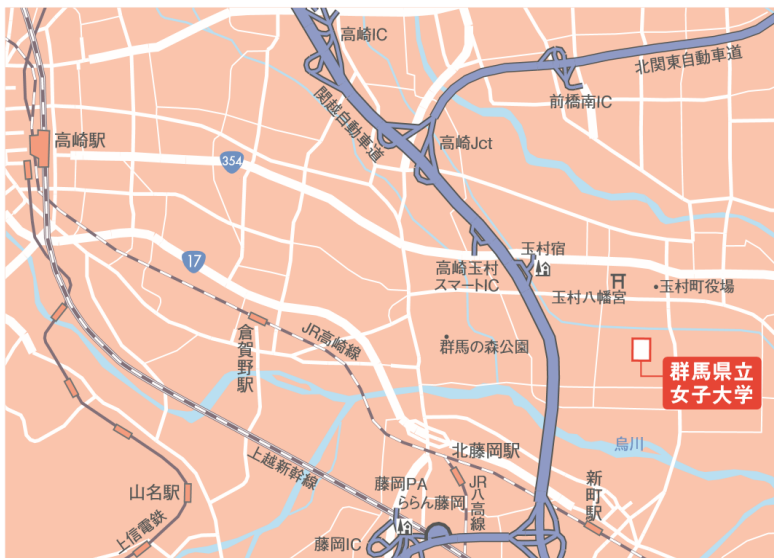 高崎IC
北関東自動車道
前橋南IC
関越自動車道
高崎駅
高崎Jct
354
17
玉村宿
高崎玉村
スマートIC
玉村八幡宮
玉村町役場
JR高崎線
倉賀野駅
群馬の森公園
群馬県立
女子大学
烏川
北藤岡駅
上越新幹線
藤岡PA
ららん藤岡
JR八高線
新町駅
山名駅
上信電鉄
藤岡IC